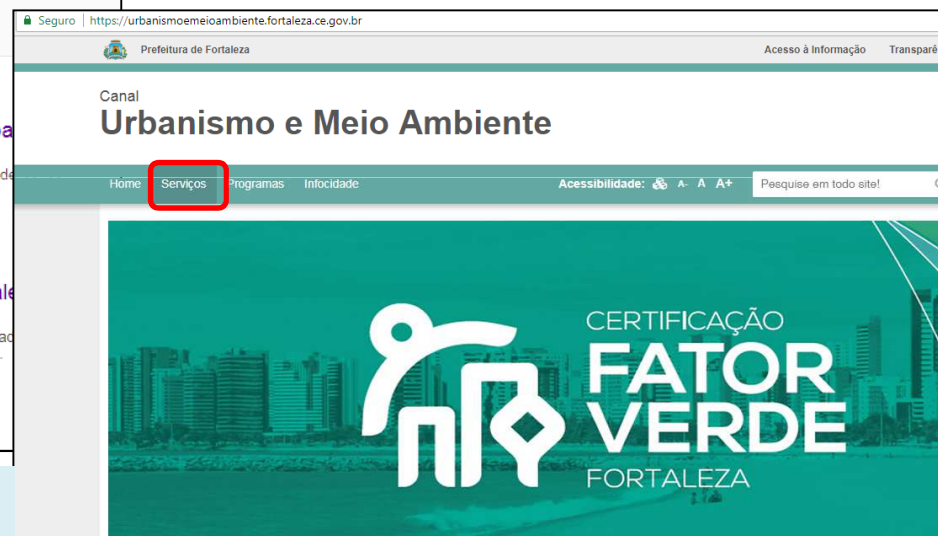 Seguro | https://urbanismoemeioambiente.fortaleza.ce.gov.br
Prefeitura de Fortaleza Acesso à Informação
Canal
Urbanismo e Meio Ambiente
Home Serviços Programas Infocidade Acessibilidade: A- A A+ Pesquise em todo site!
CERTIFICAÇÃO
FATOR
VERDE
FORTALEZA